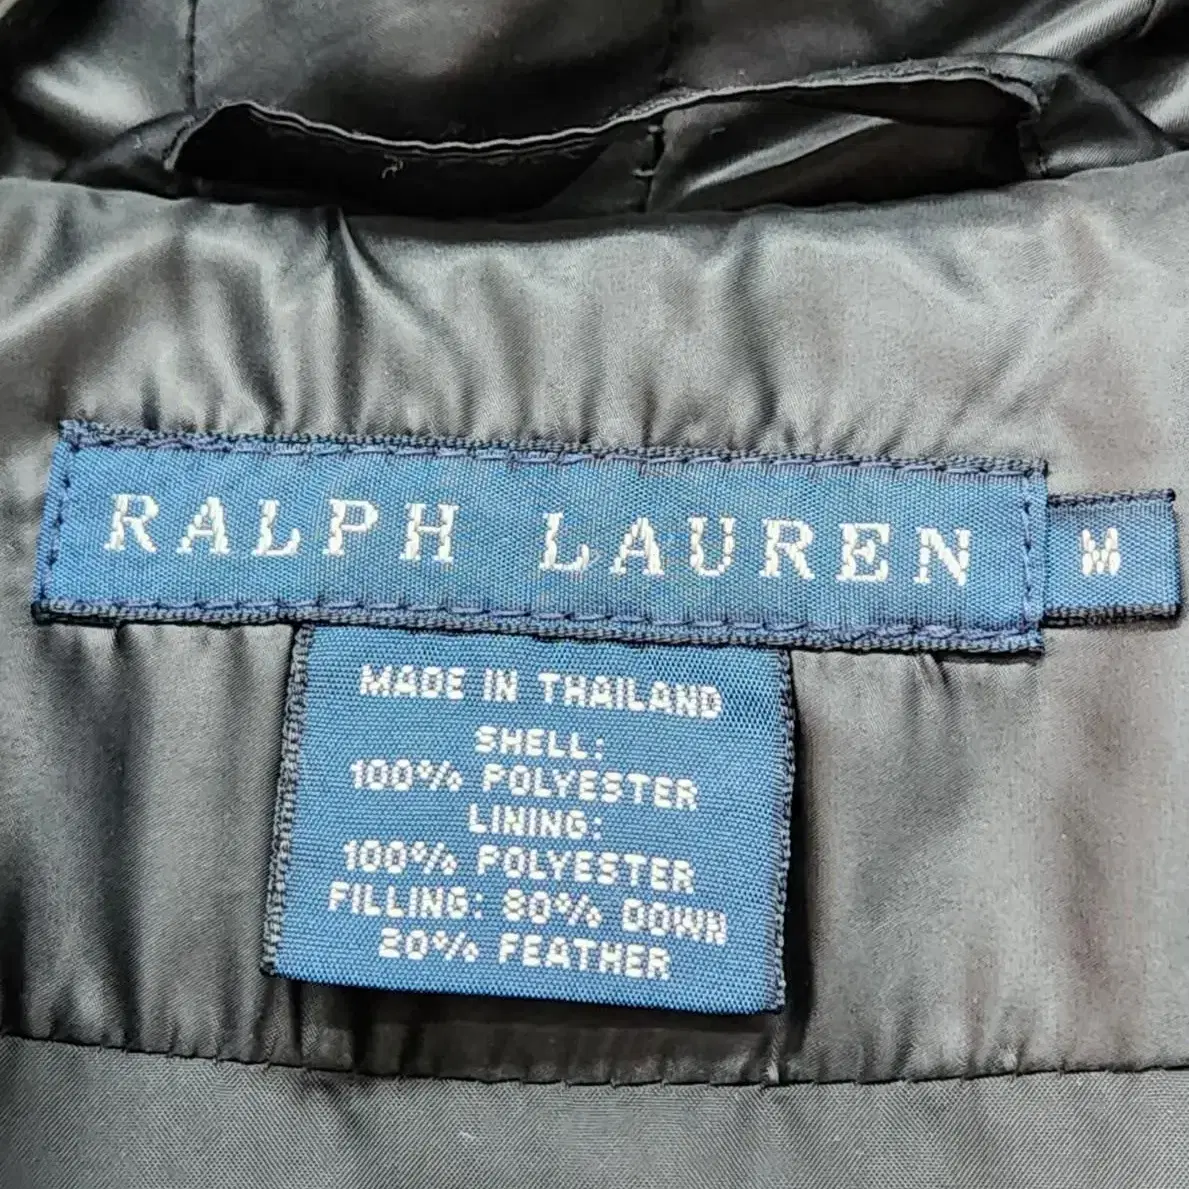 RALPH LAUREN
M
MADE IN THAILAND
SHELL:
100% POLYESTER
LINING:
100% POLYESTER
FILLING: 80% DOWN
20% FEATHER